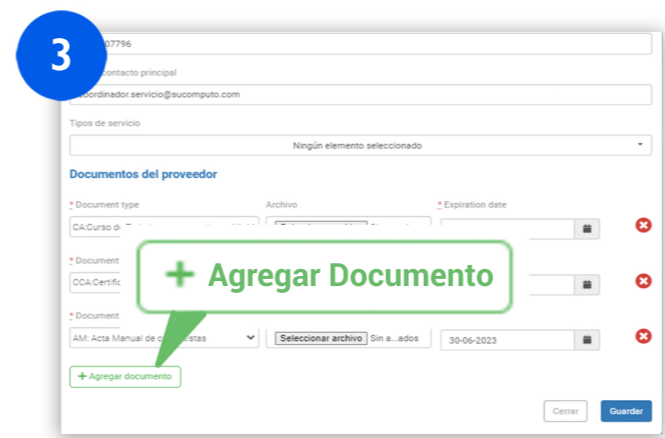 3
07796
contacto principal
coordinador.servicio@sucomputo.com
Tipos de servicio
Ningún elemento seleccionado
Documentos del proveedor
* Document type Archivo * Expiration date
CA:Curso de
+ Agregar Documento
* Document
CCA:Certific
* Document
AM: Acta Manual de Seleccionar archivo Sin a...ados 30-06-2023
+ Agregar documento
Cerrar Guardar